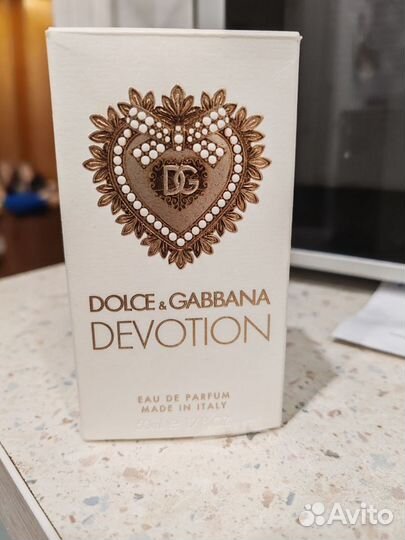 DG
DOLCE & GABBANA
DEVOTION
EAU DE PARFUM
MADE IN ITALY
Avito